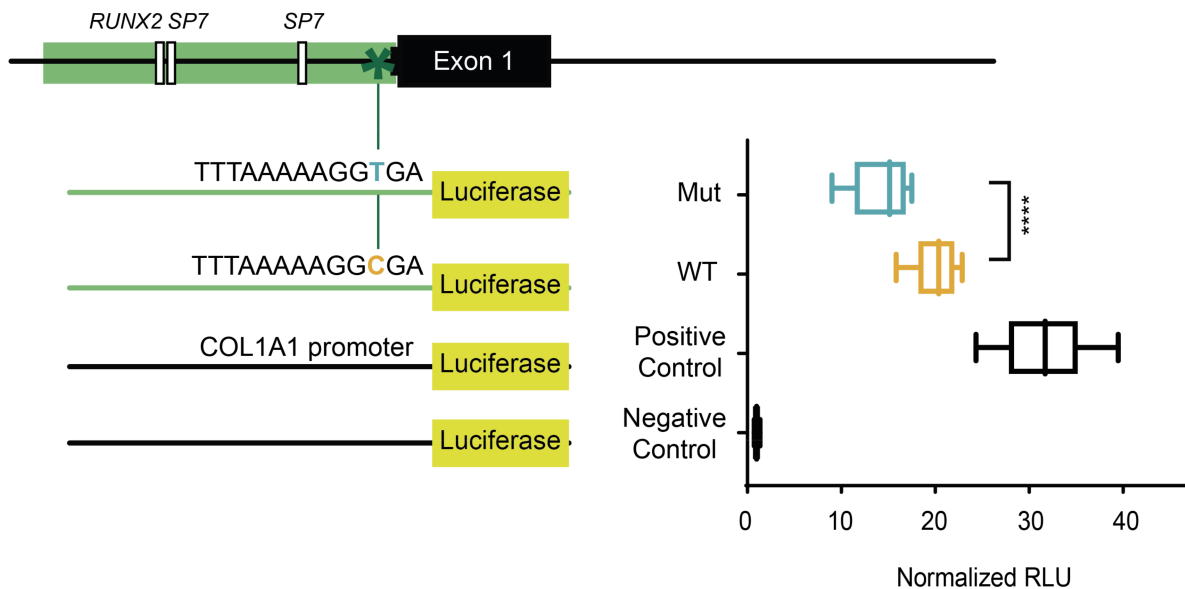 RUNX2 SP7
SP7
Exon 1
TTTAAAAAGGTGA
Luciferase
TTTAAAAAGGCGA
Luciferase
COL1A1 promoter
Luciferase
Luciferase
Mut
WT
Positive
Control
Negative
Control
****
0 10 20 30 40
Normalized RLU